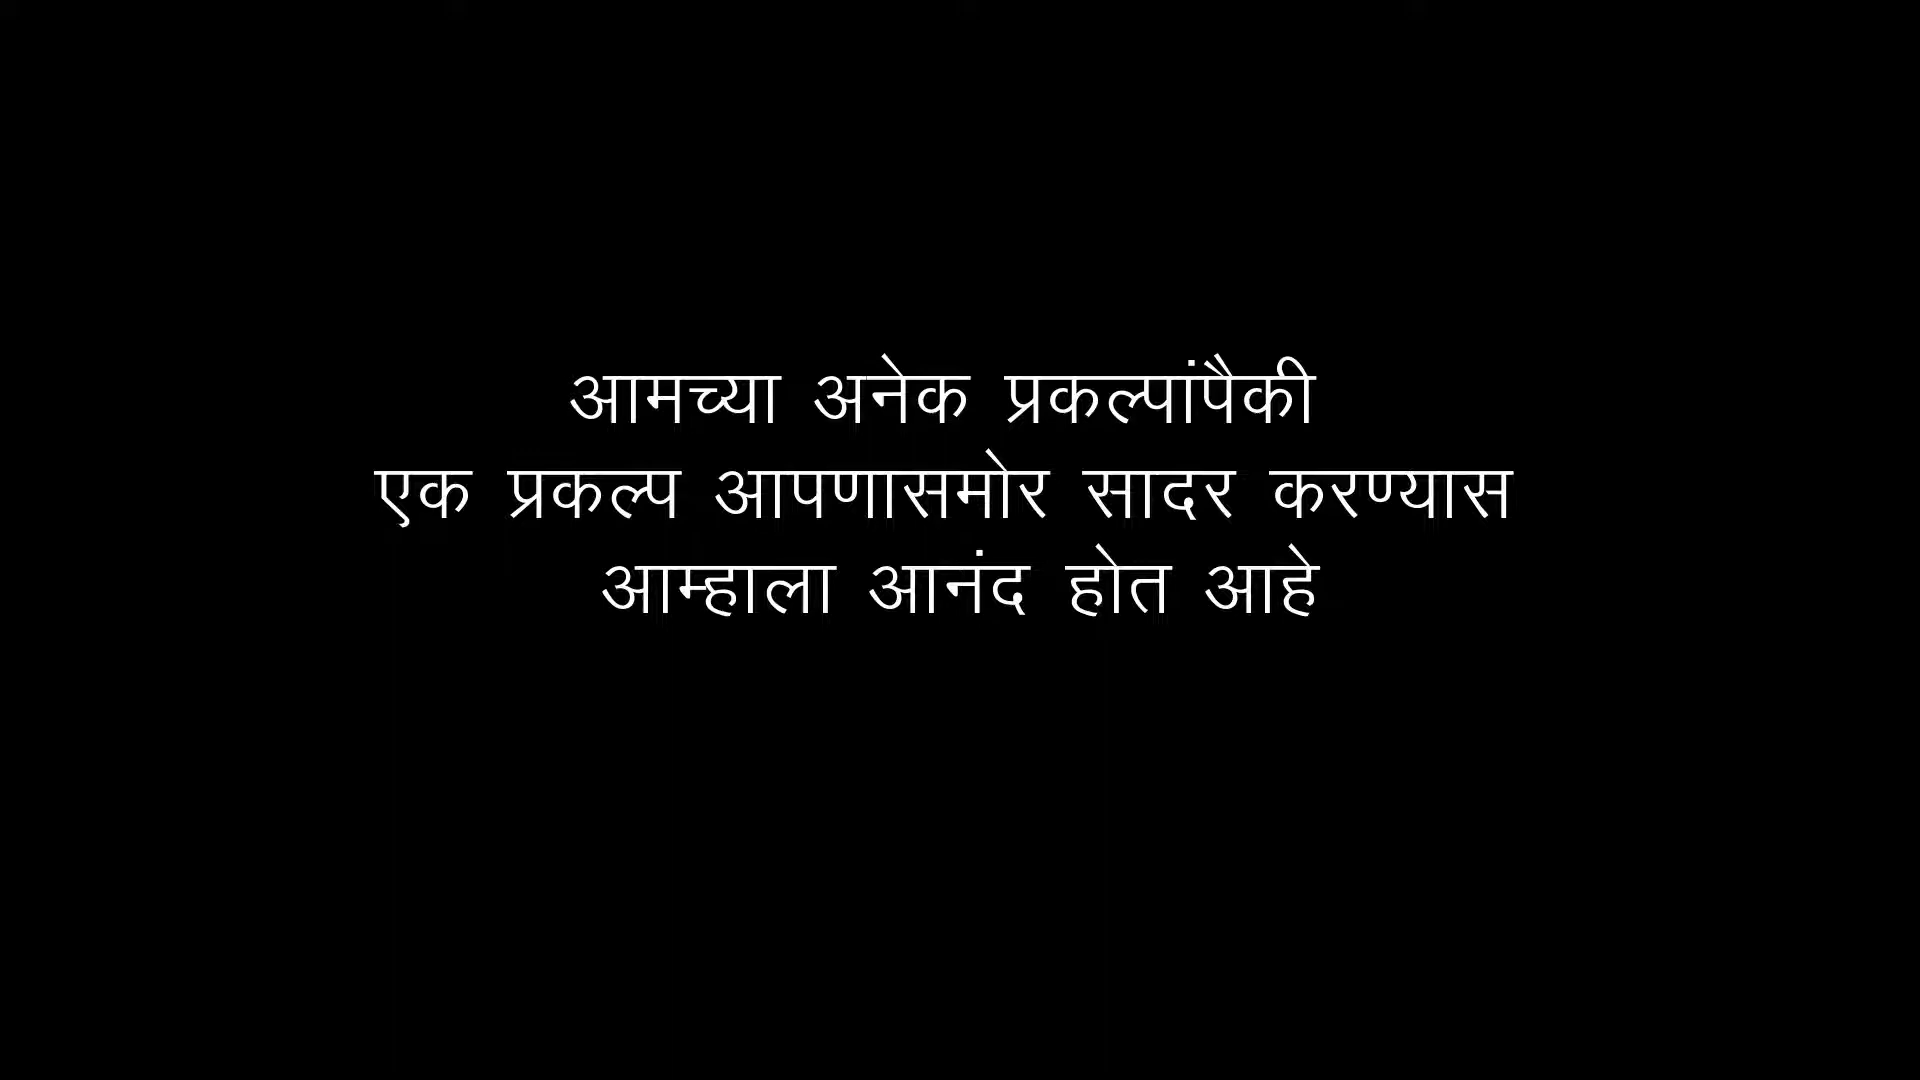 आमच्या अनेक प्रकल्पांपैकी
एक प्रकल्प आपणासमोर सादर करण्यास
आम्हाला आनंद होत आहे